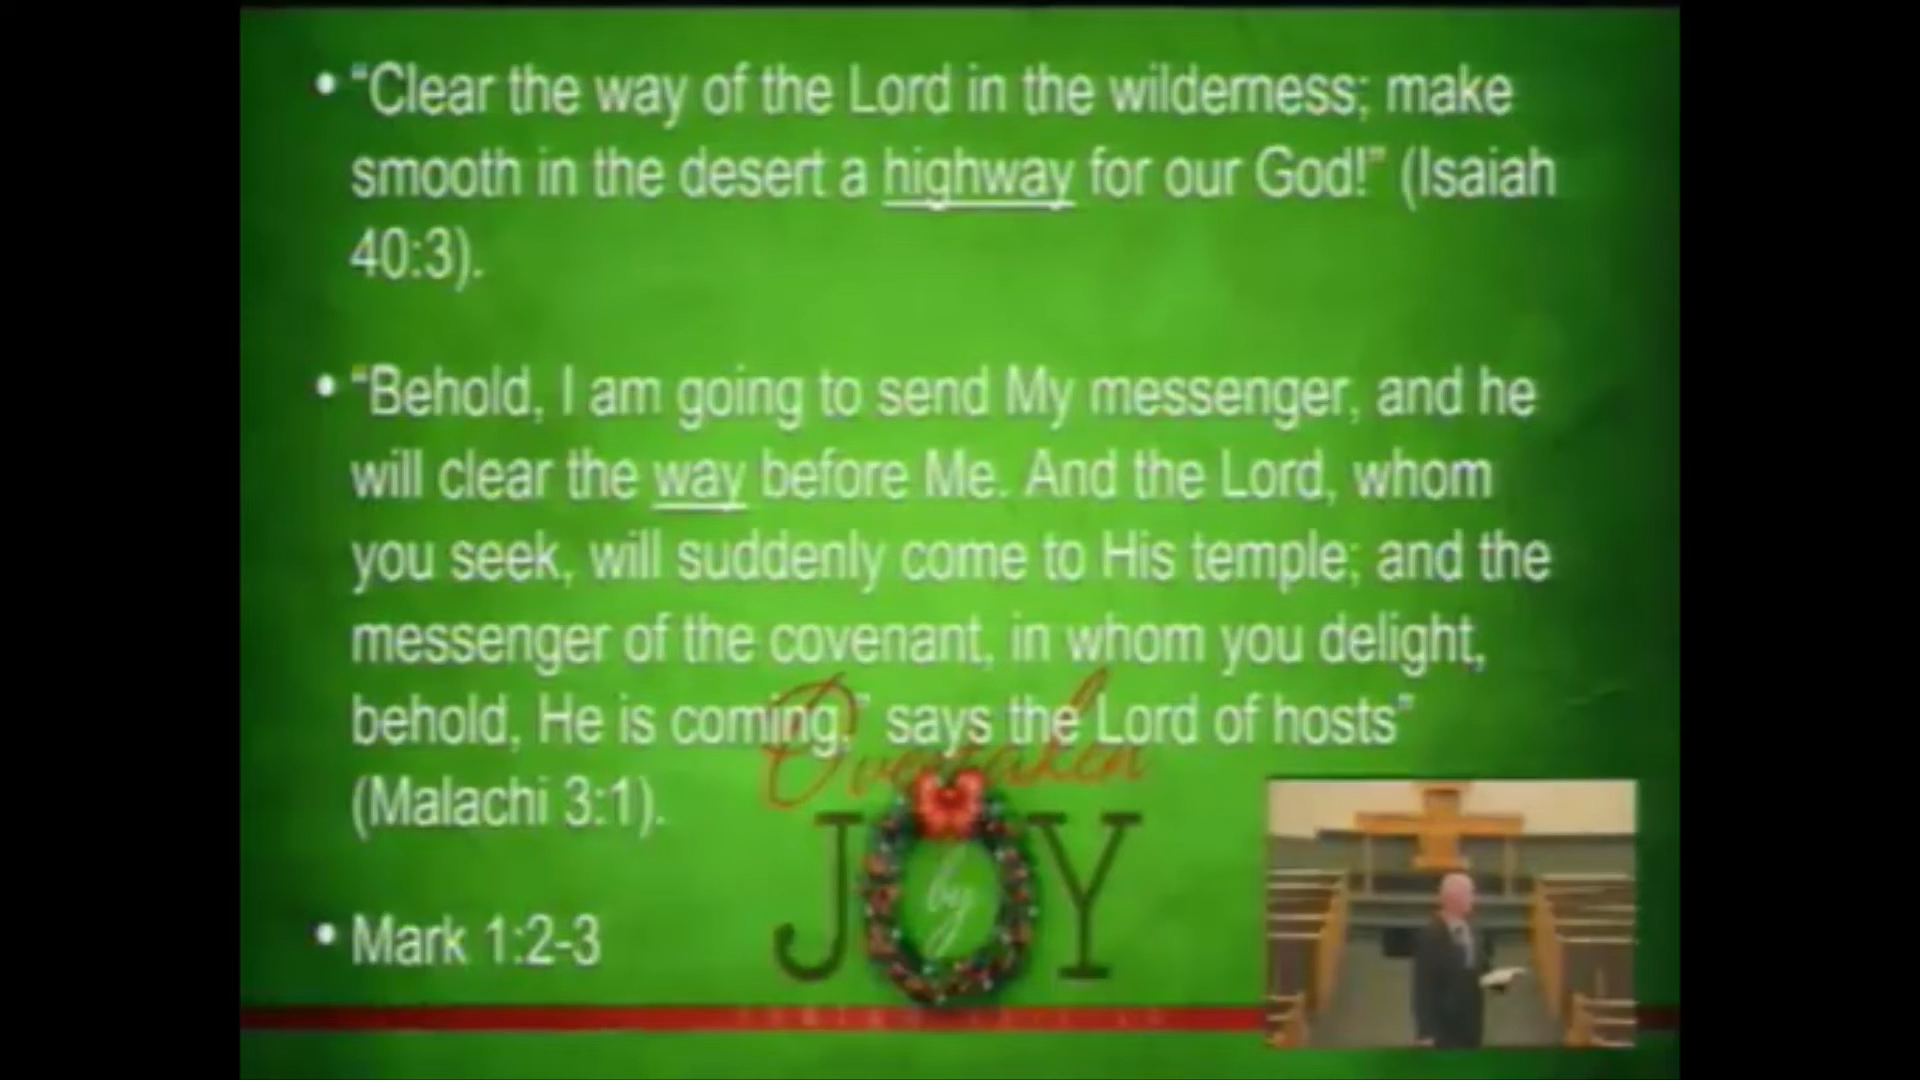 • “Clear the way of the Lord in the wilderness; make
smooth in the desert a highway for our God!” (Isaiah
40:3).
• “Behold, I am going to send My messenger, and he
will clear the way before Me. And the Lord, whom
you seek, will suddenly come to His temple; and the
messenger of the covenant, in whom you delight,
behold, He is coming,” says the Lord of hosts”
(Malachi 3:1).
• Mark 1:2-3
Overtaken
by
JOY